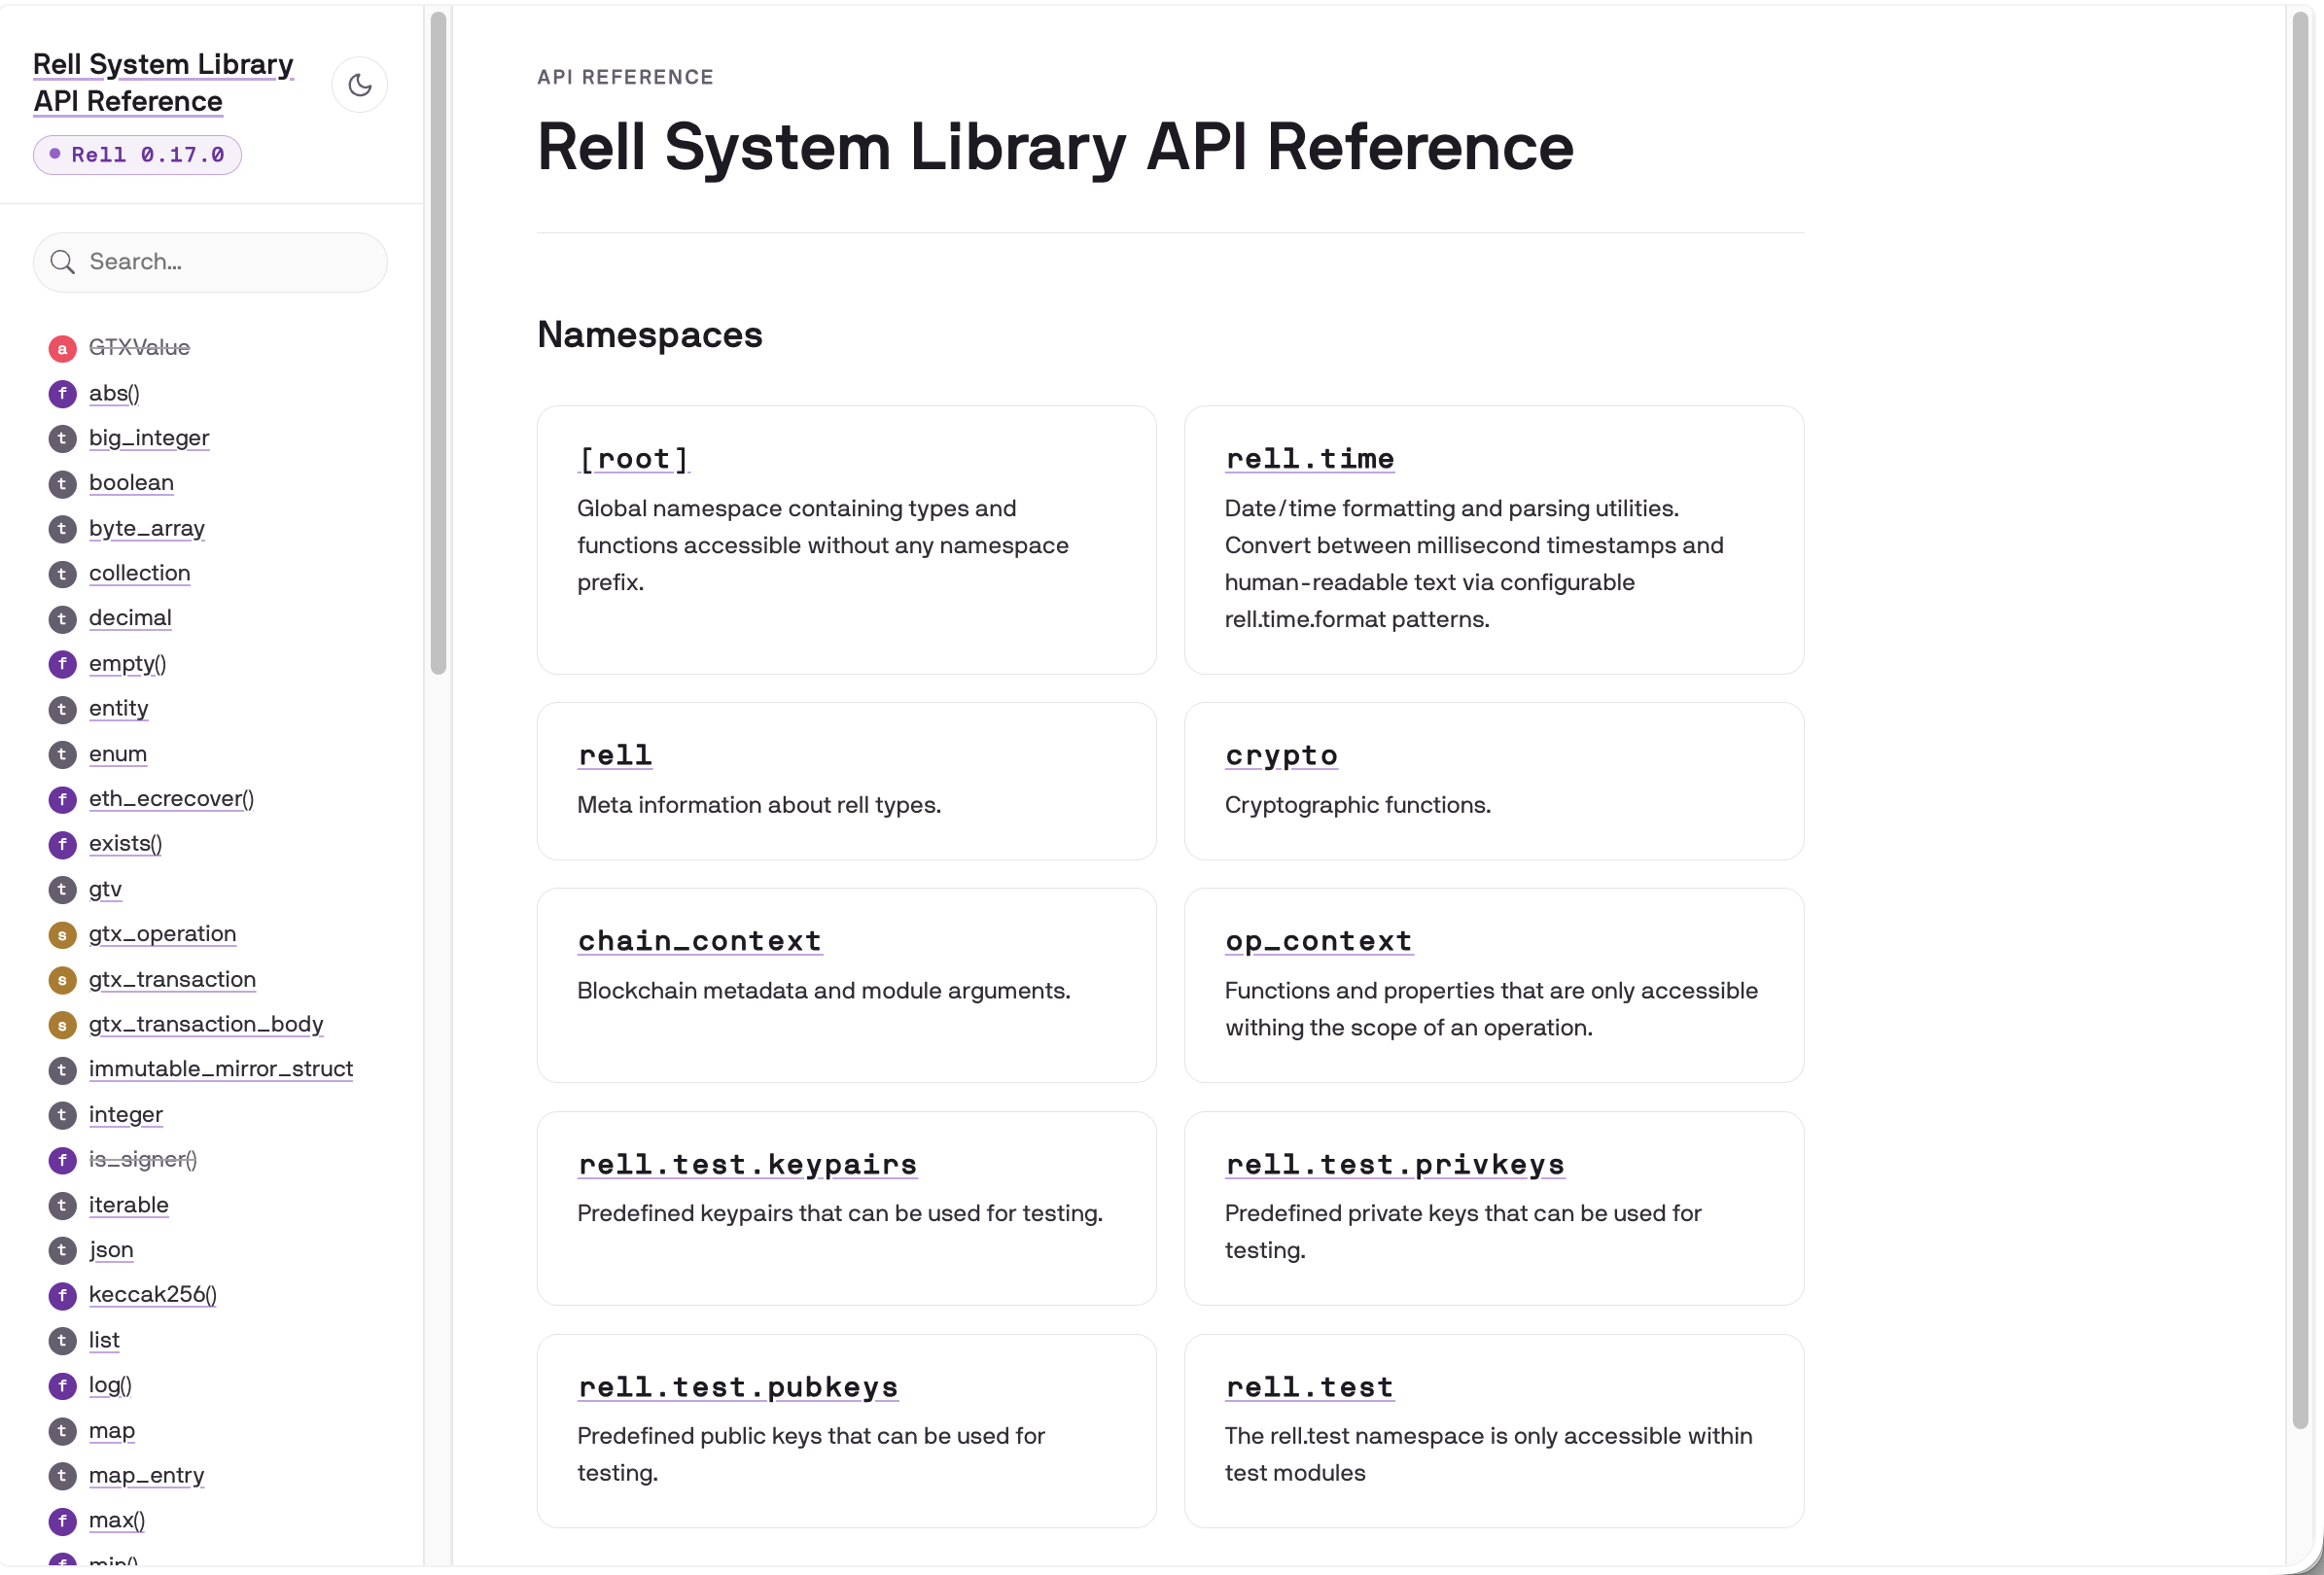 Rell System Library
API Reference
Rell 0.17.0
Search...
a GTXValue
f abs()
t big_integer
t boolean
t byte_array
t collection
t decimal
f empty()
t entity
t enum
f eth_ecrecover()
f exists()
t gtv
s gtx_operation
s gtx_transaction
s gtx_transaction_body
t immutable_mirror_struct
t integer
f is_signer()
t iterable
t json
f keccak256()
t list
f log()
t map
t map_entry
f max()
f min()
API REFERENCE
Rell System Library API Reference
Namespaces
[root]
Global namespace containing types and
functions accessible without any namespace
prefix.
rell.time
Date/time formatting and parsing utilities.
Convert between millisecond timestamps and
human-readable text via configurable
rell.time.format patterns.
rell
Meta information about rell types.
crypto
Cryptographic functions.
chain_context
Blockchain metadata and module arguments.
op_context
Functions and properties that are only accessible
withing the scope of an operation.
rell.test.keypairs
Predefined keypairs that can be used for testing.
rell.test.privkeys
Predefined private keys that can be used for
testing.
rell.test.pubkeys
Predefined public keys that can be used for
testing.
rell.test
The rell.test namespace is only accessible within
test modules